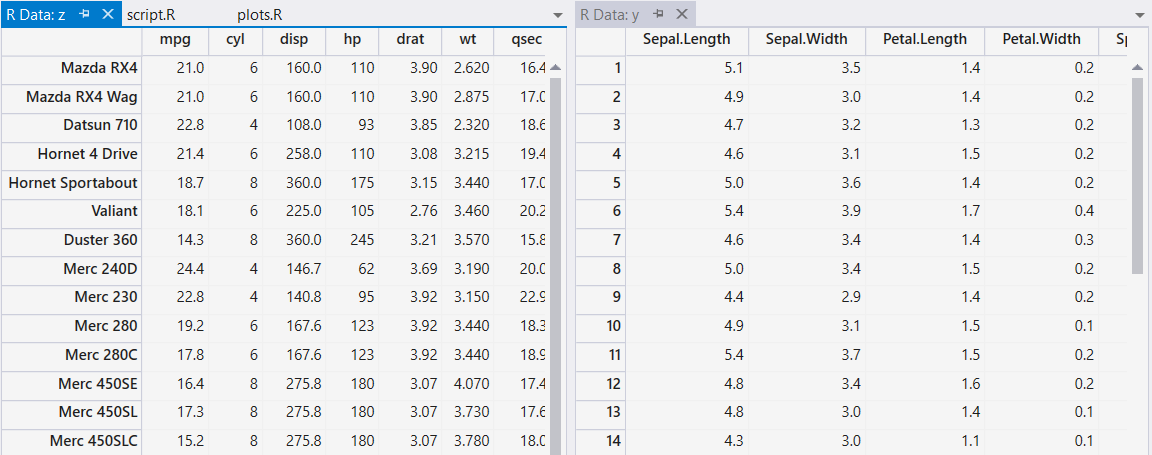 R Data: z script.R plots.R
mpg cyl disp hp drat wt qsec
Mazda RX4 21.0 6 160.0 110 3.90 2.620 16.4
Mazda RX4 Wag 21.0 6 160.0 110 3.90 2.875 17.0
Datsun 710 22.8 4 108.0 93 3.85 2.320 18.6
Hornet 4 Drive 21.4 6 258.0 110 3.08 3.215 19.4
Hornet Sportabout 18.7 8 360.0 175 3.15 3.440 17.0
Valiant 18.1 6 225.0 105 2.76 3.460 20.2
Duster 360 14.3 8 360.0 245 3.21 3.570 15.8
Merc 240D 24.4 4 146.7 62 3.69 3.190 20.0
Merc 230 22.8 4 140.8 95 3.92 3.150 22.9
Merc 280 19.2 6 167.6 123 3.92 3.440 18.3
Merc 280C 17.8 6 167.6 123 3.92 3.440 18.9
Merc 450SE 16.4 8 275.8 180 3.07 4.070 17.4
Merc 450SL 17.3 8 275.8 180 3.07 3.730 17.6
Merc 450SLC 15.2 8 275.8 180 3.07 3.780 18.0
R Data: y
Sepal.Length Sepal.Width Petal.Length Petal.Width
1 5.1 3.5 1.4 0.2
2 4.9 3.0 1.4 0.2
3 4.7 3.2 1.3 0.2
4 4.6 3.1 1.5 0.2
5 5.0 3.6 1.4 0.2
6 5.4 3.9 1.7 0.4
7 4.6 3.4 1.4 0.3
8 5.0 3.4 1.5 0.2
9 4.4 2.9 1.4 0.2
10 4.9 3.1 1.5 0.1
11 5.4 3.7 1.5 0.2
12 4.8 3.4 1.6 0.2
13 4.8 3.0 1.4 0.1
14 4.3 3.0 1.1 0.1